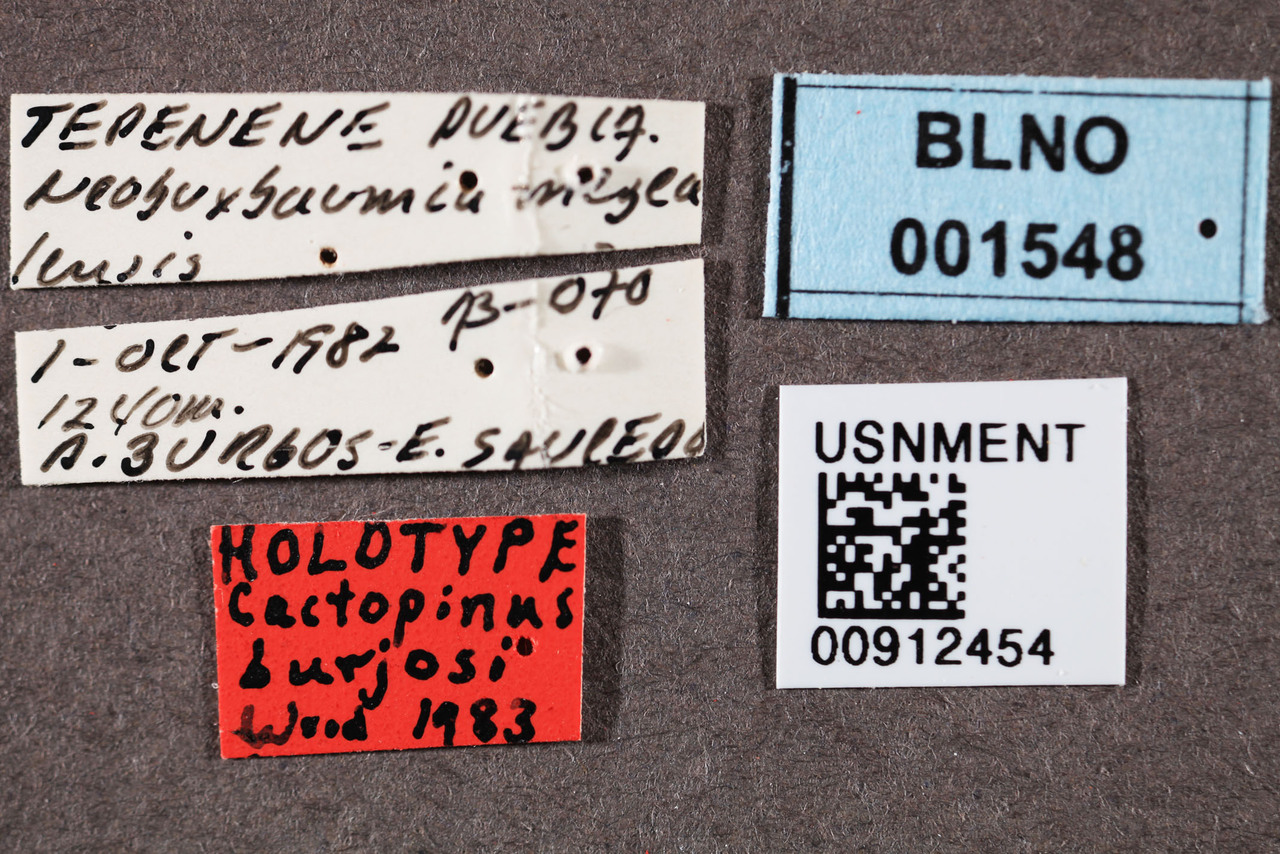 TEPENENE PUEBLA.
Neobuxbaumia mezca
lensis
1-OCT-1982 B-070
1240m.
A. BURGOS-E. SAUCEDO
HOLOTYPE
Cactopinus
burjosi
Wood 1983
BLNO
001548
USNMENT
00912454